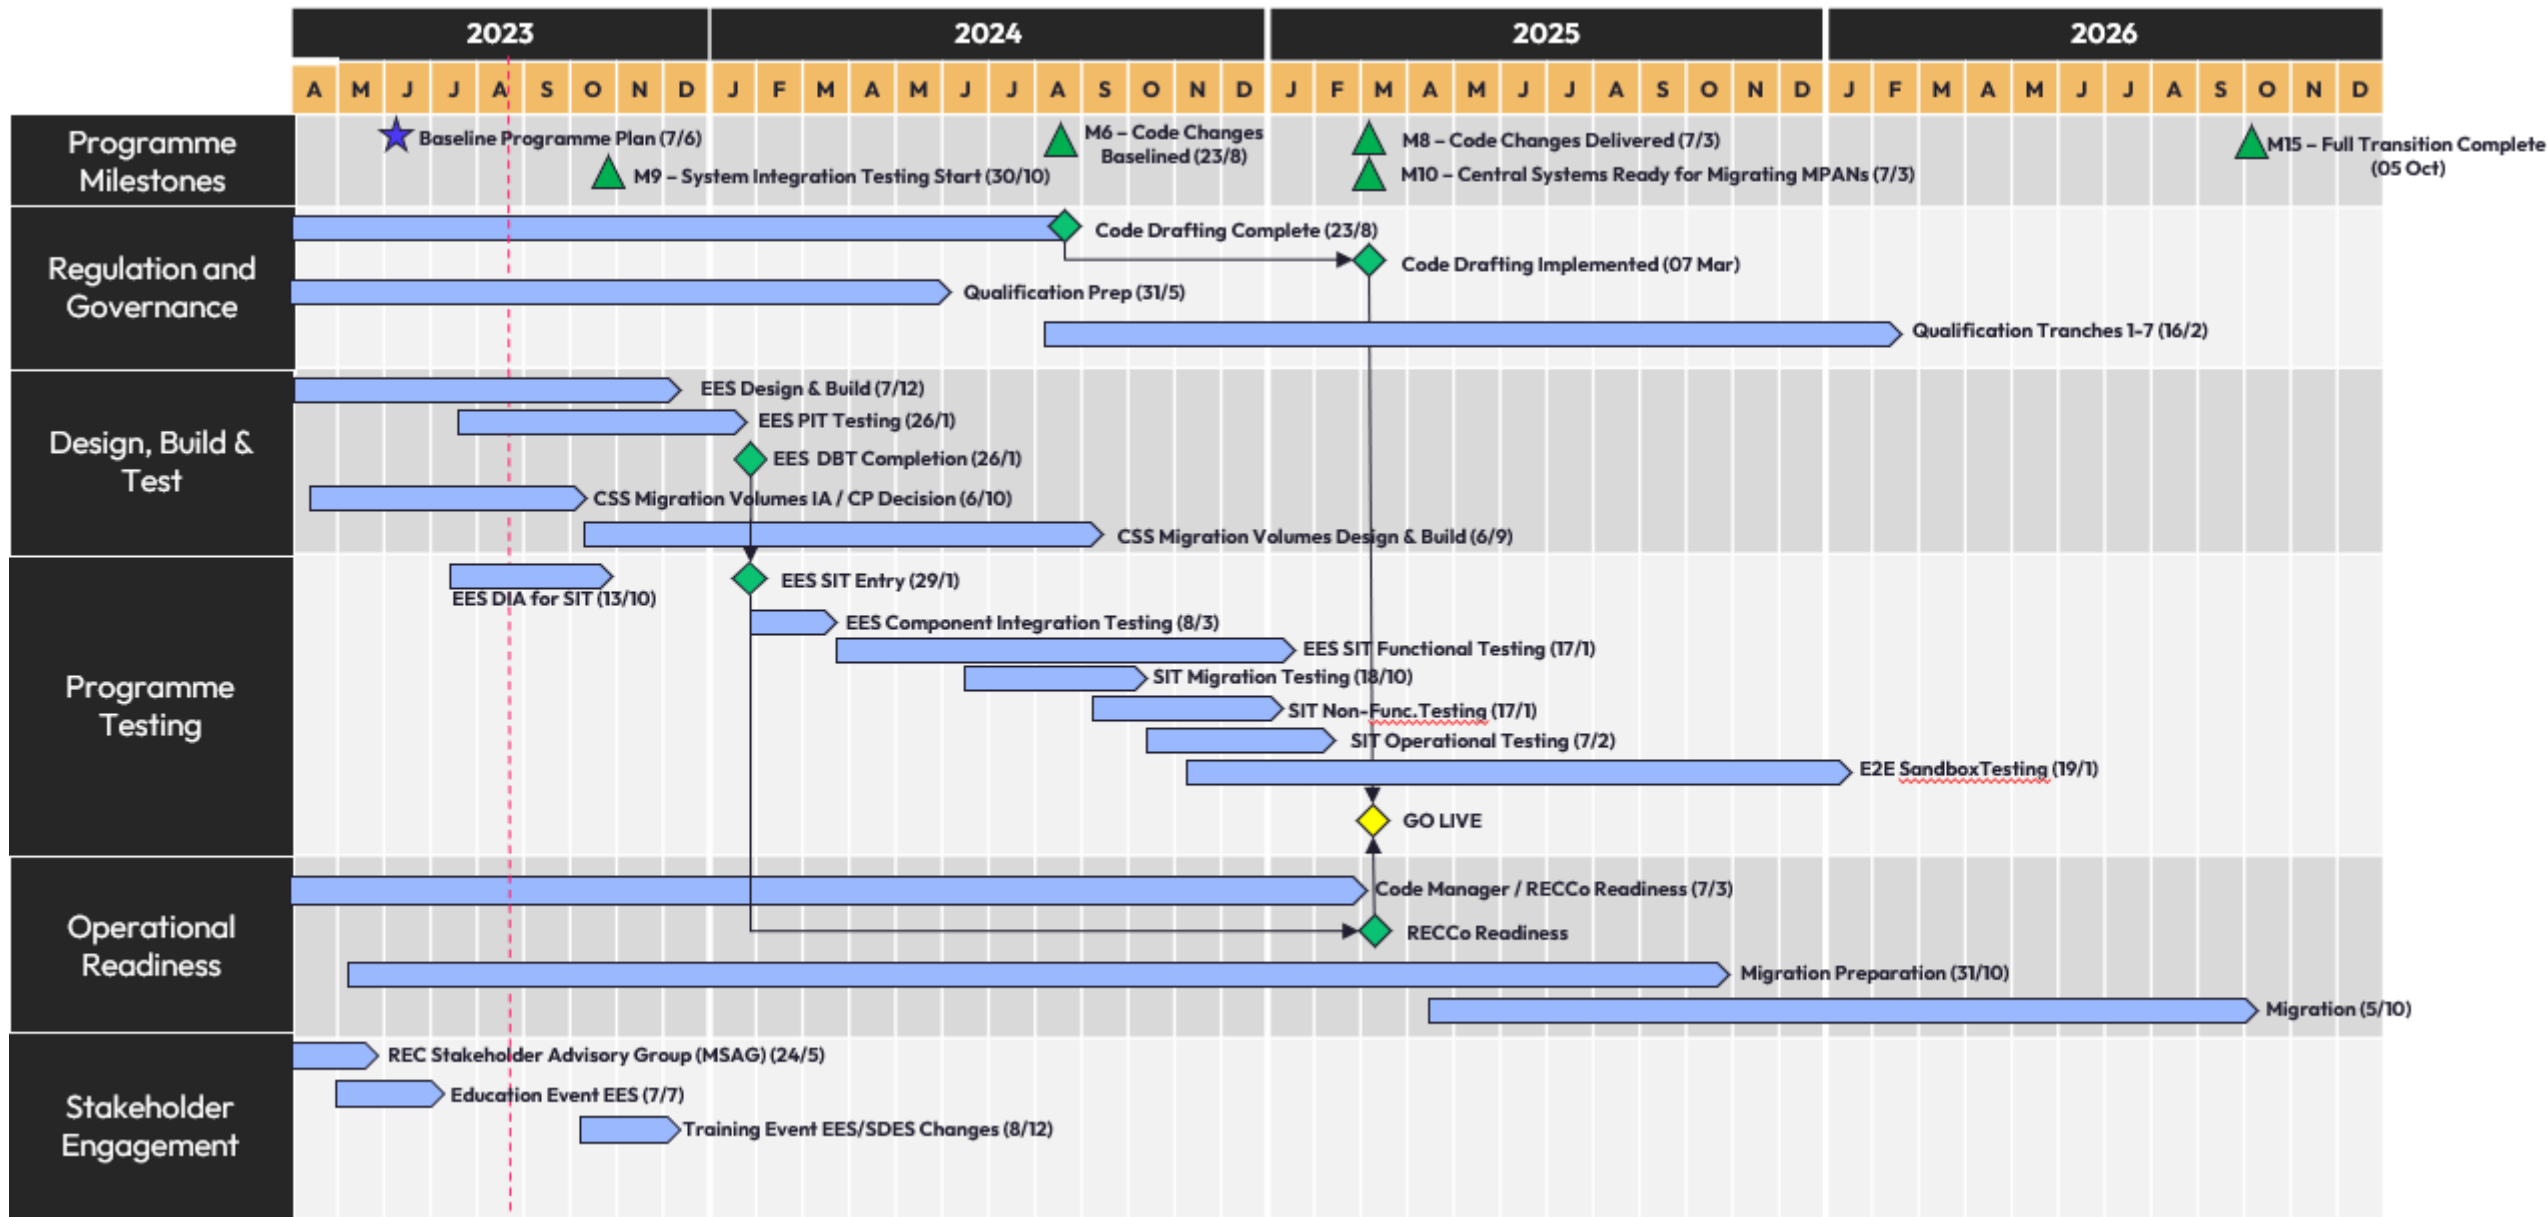 2023 2024 2025 2026
A M J J A S O N D J F M A M J J A S O N D J F M A M J J A S O N D J F M A M J J A S O N D
Programme
Milestones
Baseline Programme Plan (7/6)
M9 – System Integration Testing Start (30/10)
M6 – Code Changes
Baselined (23/8)
M8 – Code Changes Delivered (7/3)
M10 – Central Systems Ready for Migrating MPANs (7/3)
M15 – Full Transition Complete
(05 Oct)
Regulation and
Governance
Code Drafting Complete (23/8)
Code Drafting Implemented (07 Mar)
Qualification Prep (31/5)
Qualification Tranches 1-7 (16/2)
Design, Build &
Test
EES Design & Build (7/12)
EES PIT Testing (26/1)
EES DBT Completion (26/1)
CSS Migration Volumes IA / CP Decision (6/10)
CSS Migration Volumes Design & Build (6/9)
Programme
Testing
EES DIA for SIT (13/10)
EES SIT Entry (29/1)
EES Component Integration Testing (8/3)
EES SIT Functional Testing (17/1)
SIT Migration Testing (18/10)
SIT Non-Func.Testing (17/1)
SIT Operational Testing (7/2)
E2E SandboxTesting (19/1)
GO LIVE
Operational
Readiness
Code Manager / RECCo Readiness (7/3)
RECCo Readiness
Migration Preparation (31/10)
Migration (5/10)
Stakeholder
Engagement
REC Stakeholder Advisory Group (MSAG) (24/5)
Education Event EES (7/7)
Training Event EES/SDES Changes (8/12)